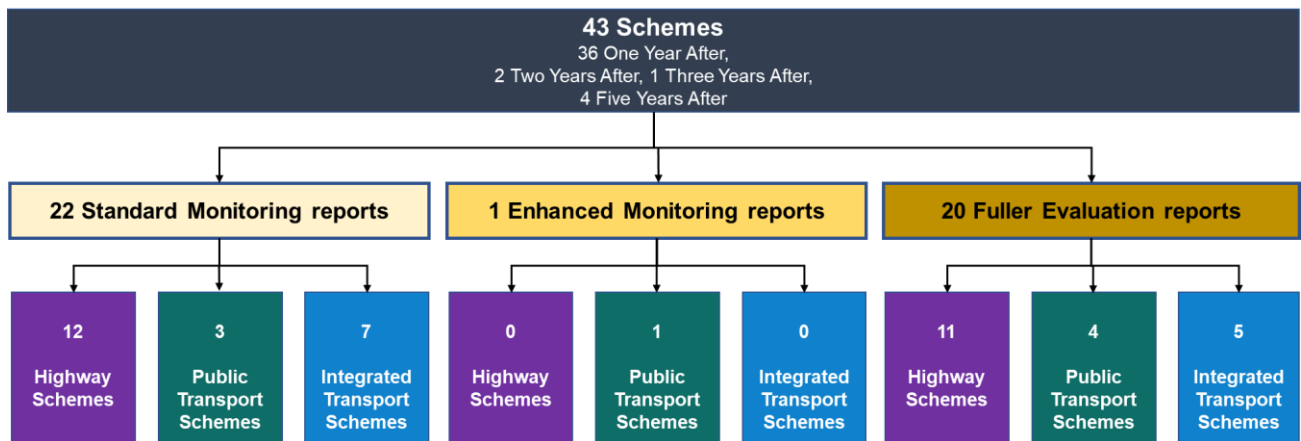 43 Schemes
36 One Year After,
2 Two Years After, 1 Three Years After,
4 Five Years After
22 Standard Monitoring reports
1 Enhanced Monitoring reports
20 Fuller Evaluation reports
12
Highway
Schemes
3
Public
Transport
Schemes
7
Integrated
Transport
Schemes
0
Highway
Schemes
1
Public
Transport
Schemes
0
Integrated
Transport
Schemes
11
Highway
Schemes
4
Public
Transport
Schemes
5
Integrated
Transport
Schemes